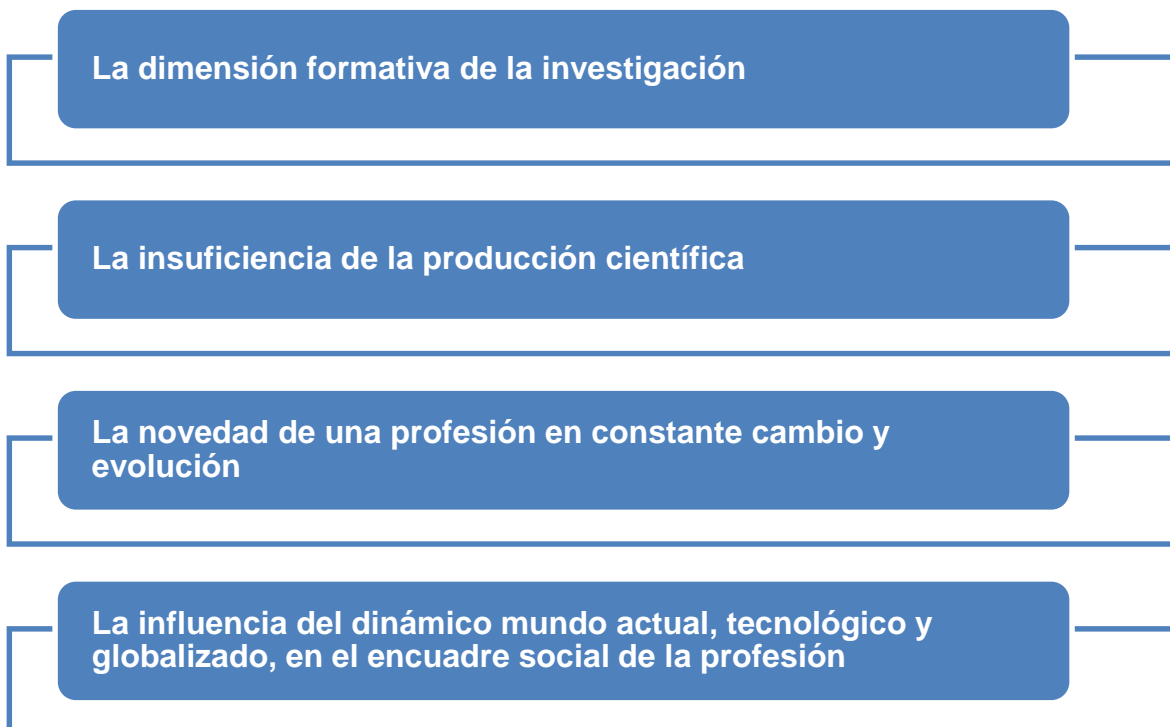 La dimensión formativa de la investigación
La insuficiencia de la producción científica
La novedad de una profesión en constante cambio y
evolución
La influencia del dinámico mundo actual, tecnológico y
globalizado, en el encuadre social de la profesión